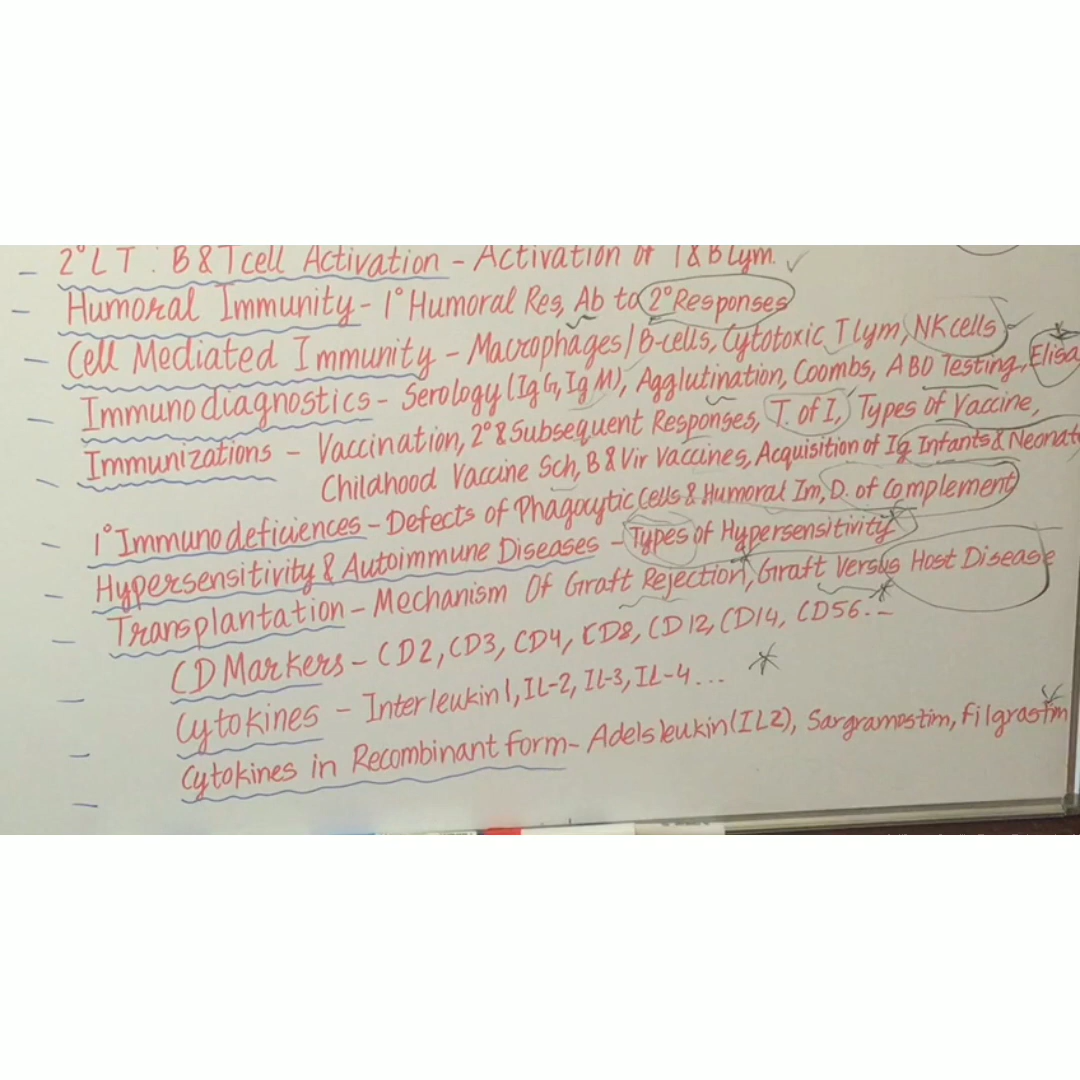 - 2° L T : B & T cell Activation - Activation of T & B Lym. ✓
- Humoral Immunity - 1° Humoral Res, Ab to 2° Responses
- Cell Mediated Immunity - Macrophages / B-cells, Cytotoxic T lym, NK cells
- Immunodiagnostics - Serology (IgG, IgM), Agglutination, Coombs, ABO Testing, Elisa
- Immunizations - Vaccination, 2° & Subsequent Responses, T. of I, Types of Vaccine,
Childhood Vaccine Sch, B & Vir Vaccines, Acquisition of Ig Infants & Neonat
- 1° Immunodeficiences - Defects of Phagocytic Cells & Humoral Im, D. of Complement
- Hypersensitivity & Autoimmune Diseases - Types of Hypersensitivity
- Transplantation - Mechanism Of Graft Rejection, Graft Versus Host Disease
- CD Markers - CD2, CD3, CD4, CD8, CD12, CD14, CD56...
- Cytokines - Interleukin 1, IL-2, IL-3, IL-4...
- Cytokines in Recombinant form - Adelsleukin (IL2), Sargramostim, filgrastim